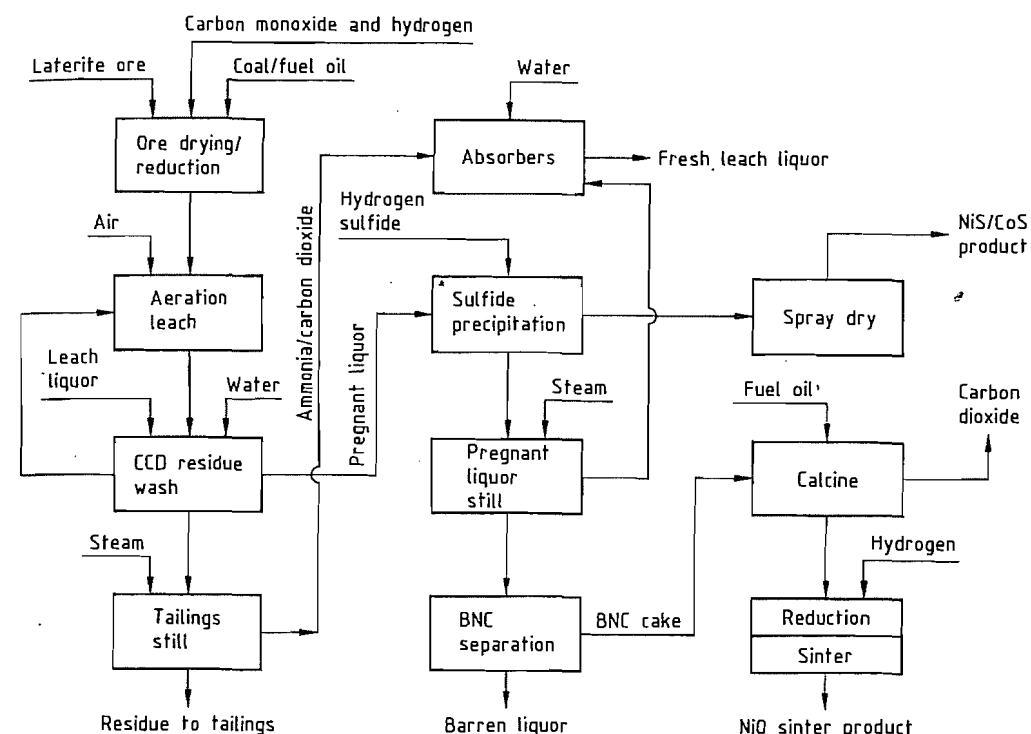 Carbon monoxide and hydrogen
Laterite ore
Coal/fuel oil
Water
Ore drying/
reduction
Absorbers
Fresh leach liquor
Ammonia/carbon dioxide
Hydrogen
sulfide
NiS/CoS
product
Air
Aeration
leach
Sulfide
precipitation
Spray dry
Leach
liquor
Water
Pregnant liquor
Steam
Fuel oil
Carbon
dioxide
CCD residue
wash
Pregnant
liquor
still
Calcine
Steam
Hydrogen
Tailings
still
BNC
separation
BNC cake
Reduction
Sinter
Residue to tailings
Barren liquor
NiO sinter product